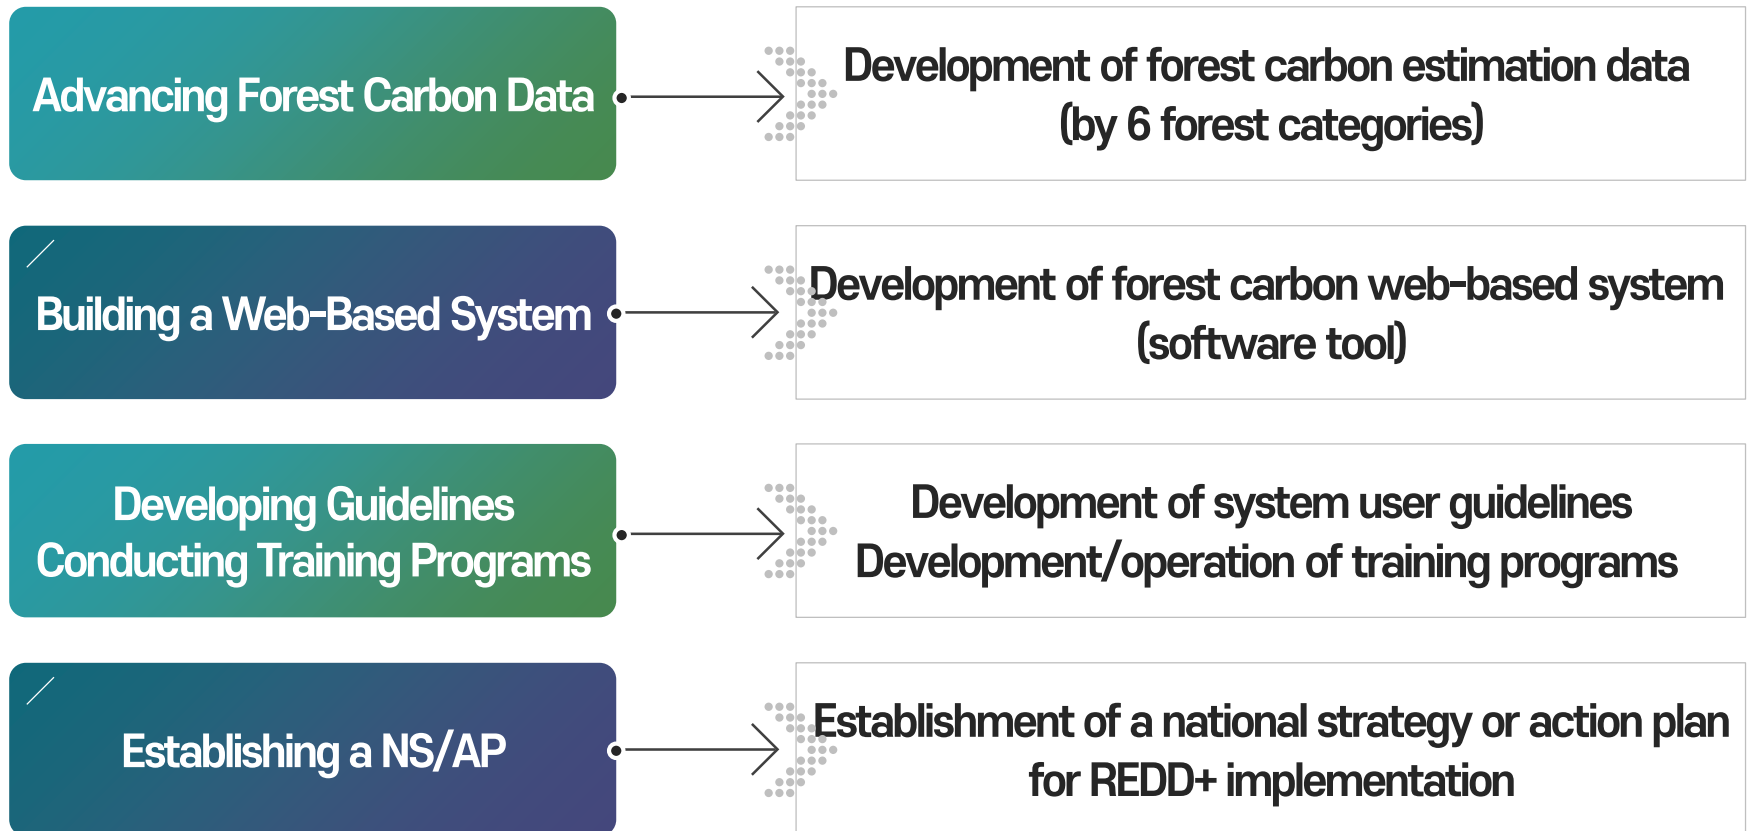 Advancing Forest Carbon Data
Development of forest carbon estimation data
(by 6 forest categories)
Building a Web-Based System
Development of forest carbon web-based system
(software tool)
Developing Guidelines
Conducting Training Programs
Development of system user guidelines
Development/operation of training programs
Establishing a NS/AP
Establishment of a national strategy or action plan
for REDD+ implementation